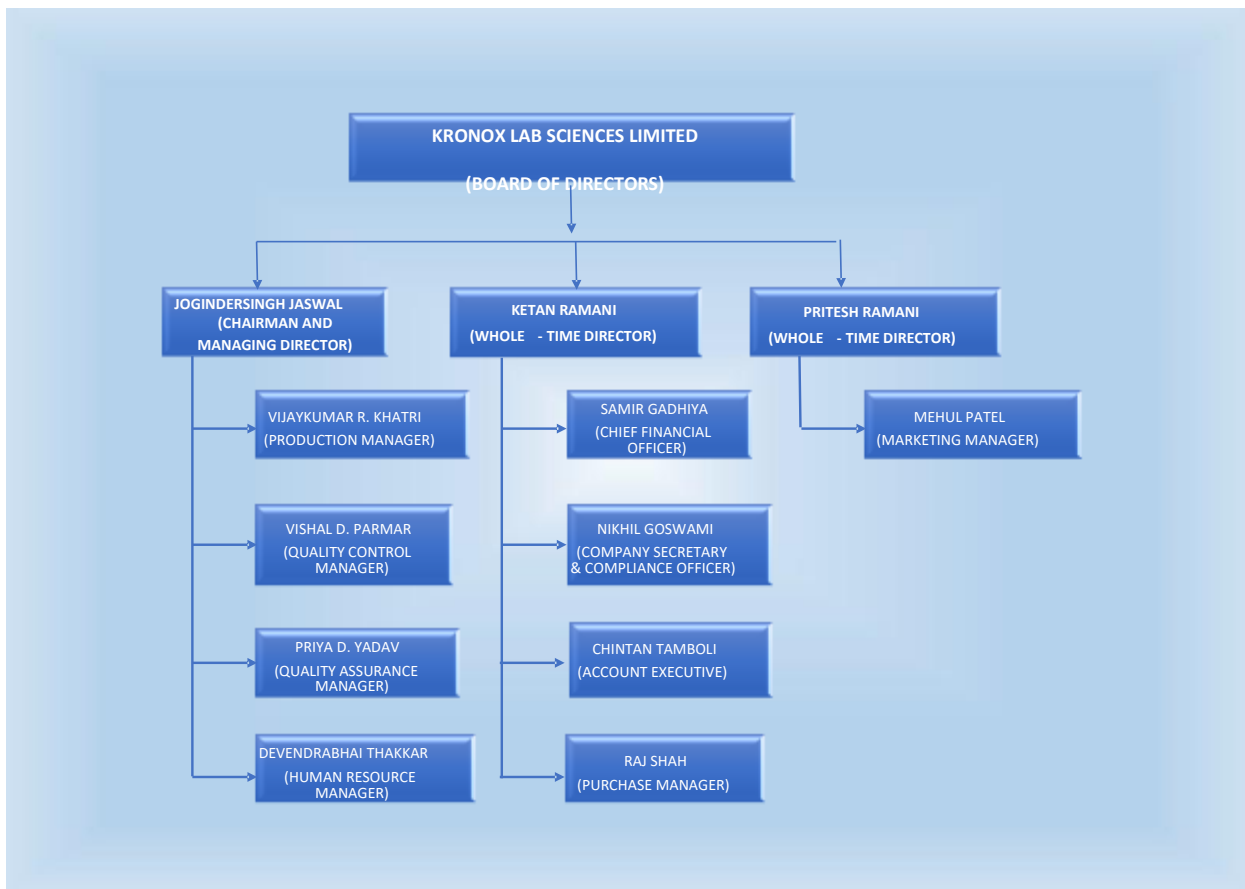 KRONOX LAB SCIENCES LIMITED
(BOARD OF DIRECTORS)
JOGINDERSINGH JASWAL
(CHAIRMAN AND
MANAGING DIRECTOR)
KETAN RAMANI
(WHOLE - TIME DIRECTOR)
PRITESH RAMANI
(WHOLE - TIME DIRECTOR)
VIJAYKUMAR R. KHATRI
(PRODUCTION MANAGER)
SAMIR GADHIYA
(CHIEF FINANCIAL
OFFICER)
MEHUL PATEL
(MARKETING MANAGER)
VISHAL D. PARMAR
(QUALITY CONTROL
MANAGER)
NIKHIL GOSWAMI
(COMPANY SECRETARY
& COMPLIANCE OFFICER)
PRIYA D. YADAV
(QUALITY ASSURANCE
MANAGER)
CHINTAN TAMBOLI
(ACCOUNT EXECUTIVE)
DEVENDRABHAI THAKKAR
(HUMAN RESOURCE
MANAGER)
RAJ SHAH
(PURCHASE MANAGER)